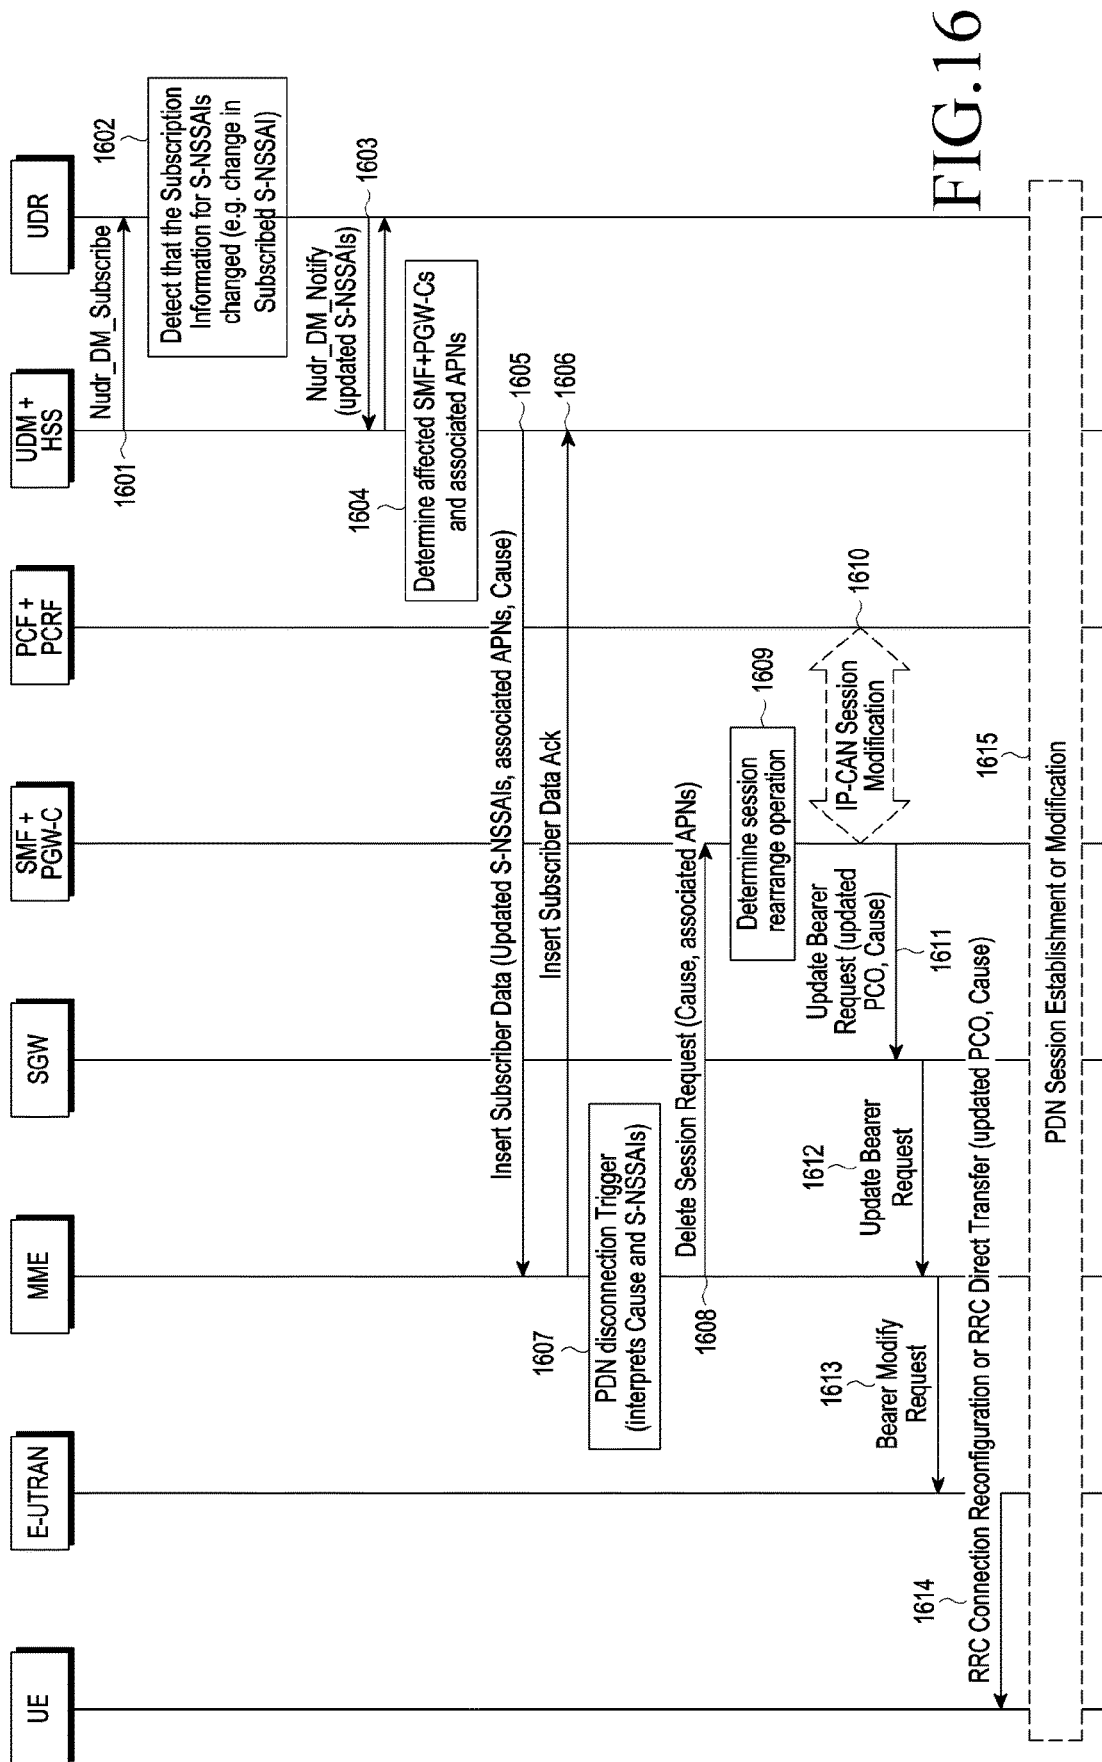 UE
E-UTRAN
MME
SGW
SMF +
PGW-C
PCF +
PCRF
UDM +
HSS
UDR
Nudr_DM_Subscribe
1601
1602
Detect that the Subscription
Information for S-NSSAIs
changed (e.g. change in
Subscribed S-NSSAI)
Nudr_DM_Notify
(updated S-NSSAIs)
1603
1604
Determine affected SMF+PGW-Cs
and associated APNs
Insert Subscriber Data (Updated S-NSSAIs, associated APNs, Cause)
1605
Insert Subscriber Data Ack
1606
1607
PDN disconnection Trigger
(interprets Cause and S-NSSAIs)
Delete Session Request (Cause, associated APNs)
1608
1609
Determine session
rearrange operation
IP-CAN Session
Modification
1610
Update Bearer
Request (updated
PCO, Cause)
1611
1612
Update Bearer
Request
1613
Bearer Modify
Request
1614
RRC Connection Reconfiguration or RRC Direct Transfer (updated PCO, Cause)
1615
PDN Session Establishment or Modification
FIG.16